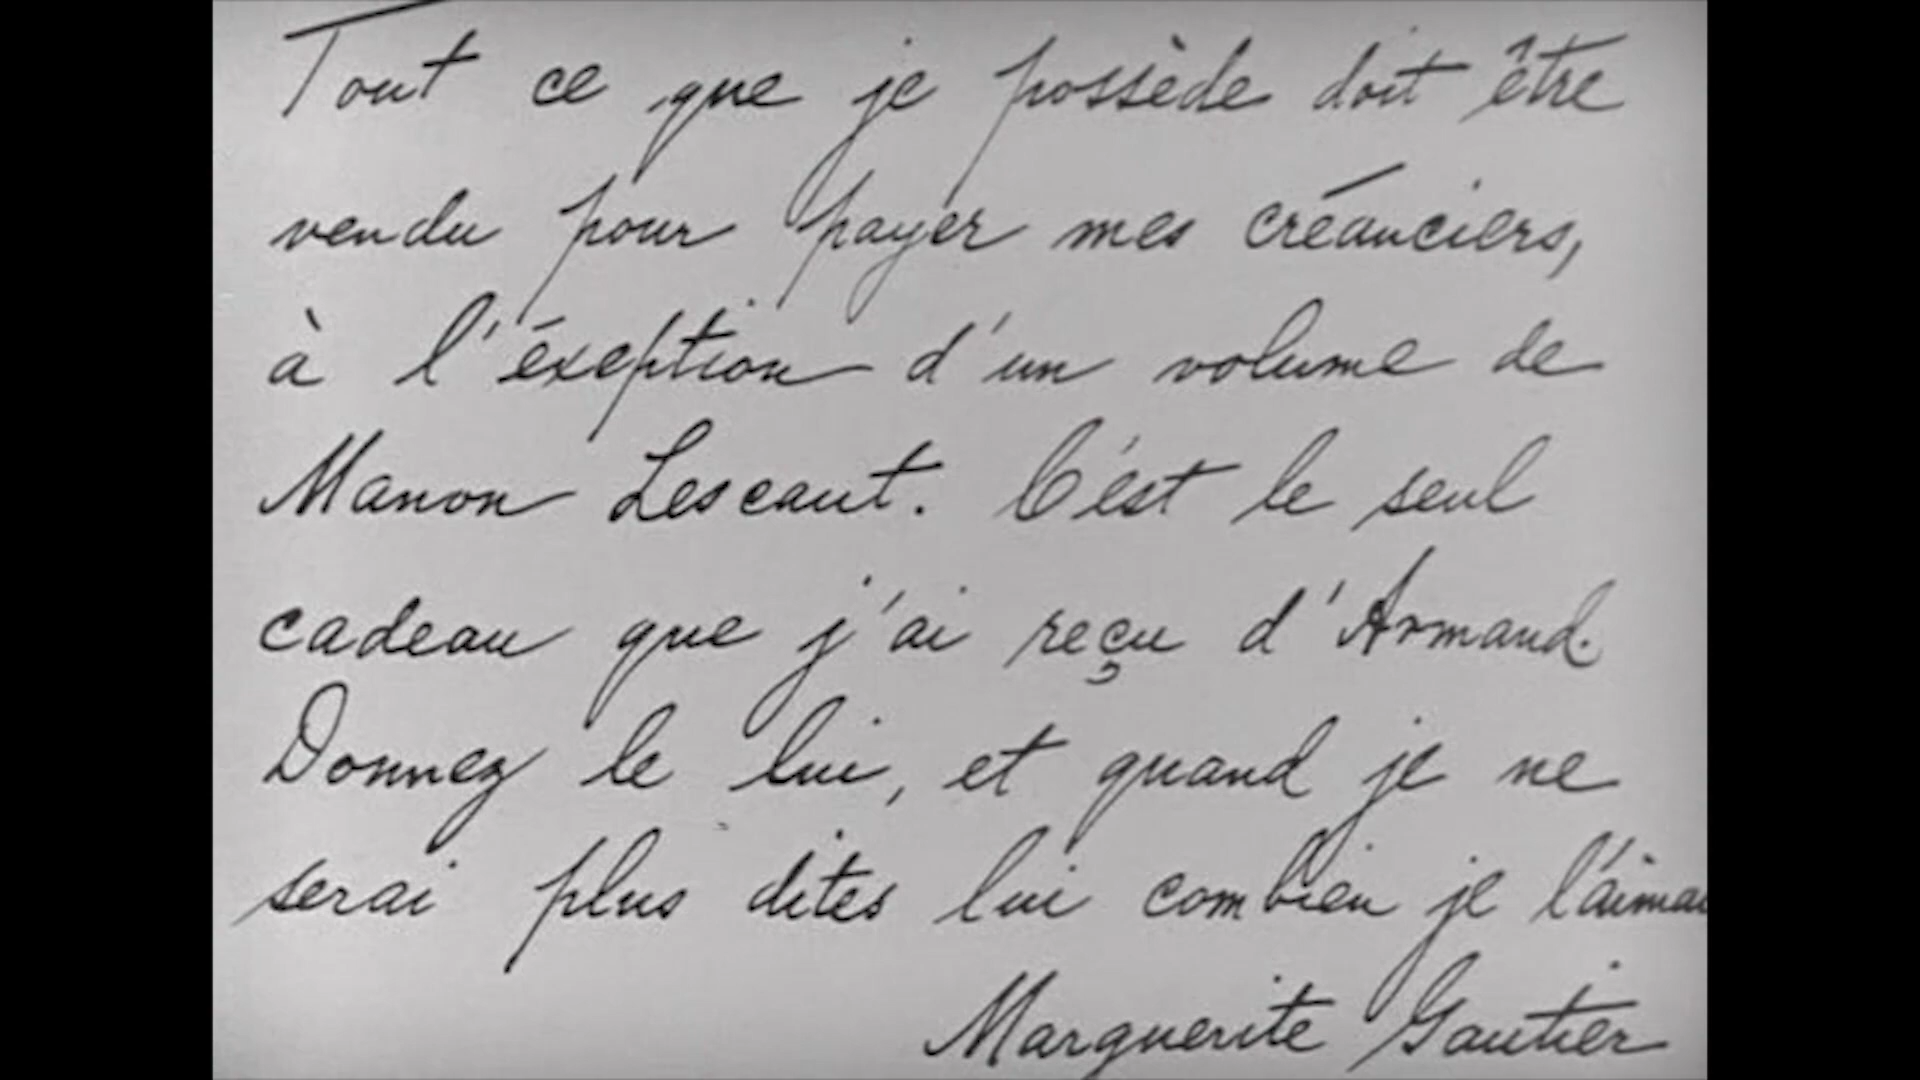 Tout ce que je possède doit être
vendu pour payer mes créanciers,
à l'éxeption d'un volume de
Manon Lescaut. C'est le seul
cadeau que j'ai reçu d'Armand.
Donnez le lui, et quand je ne
serai plus dites lui combien je l'aimai
Marguerite Gautier